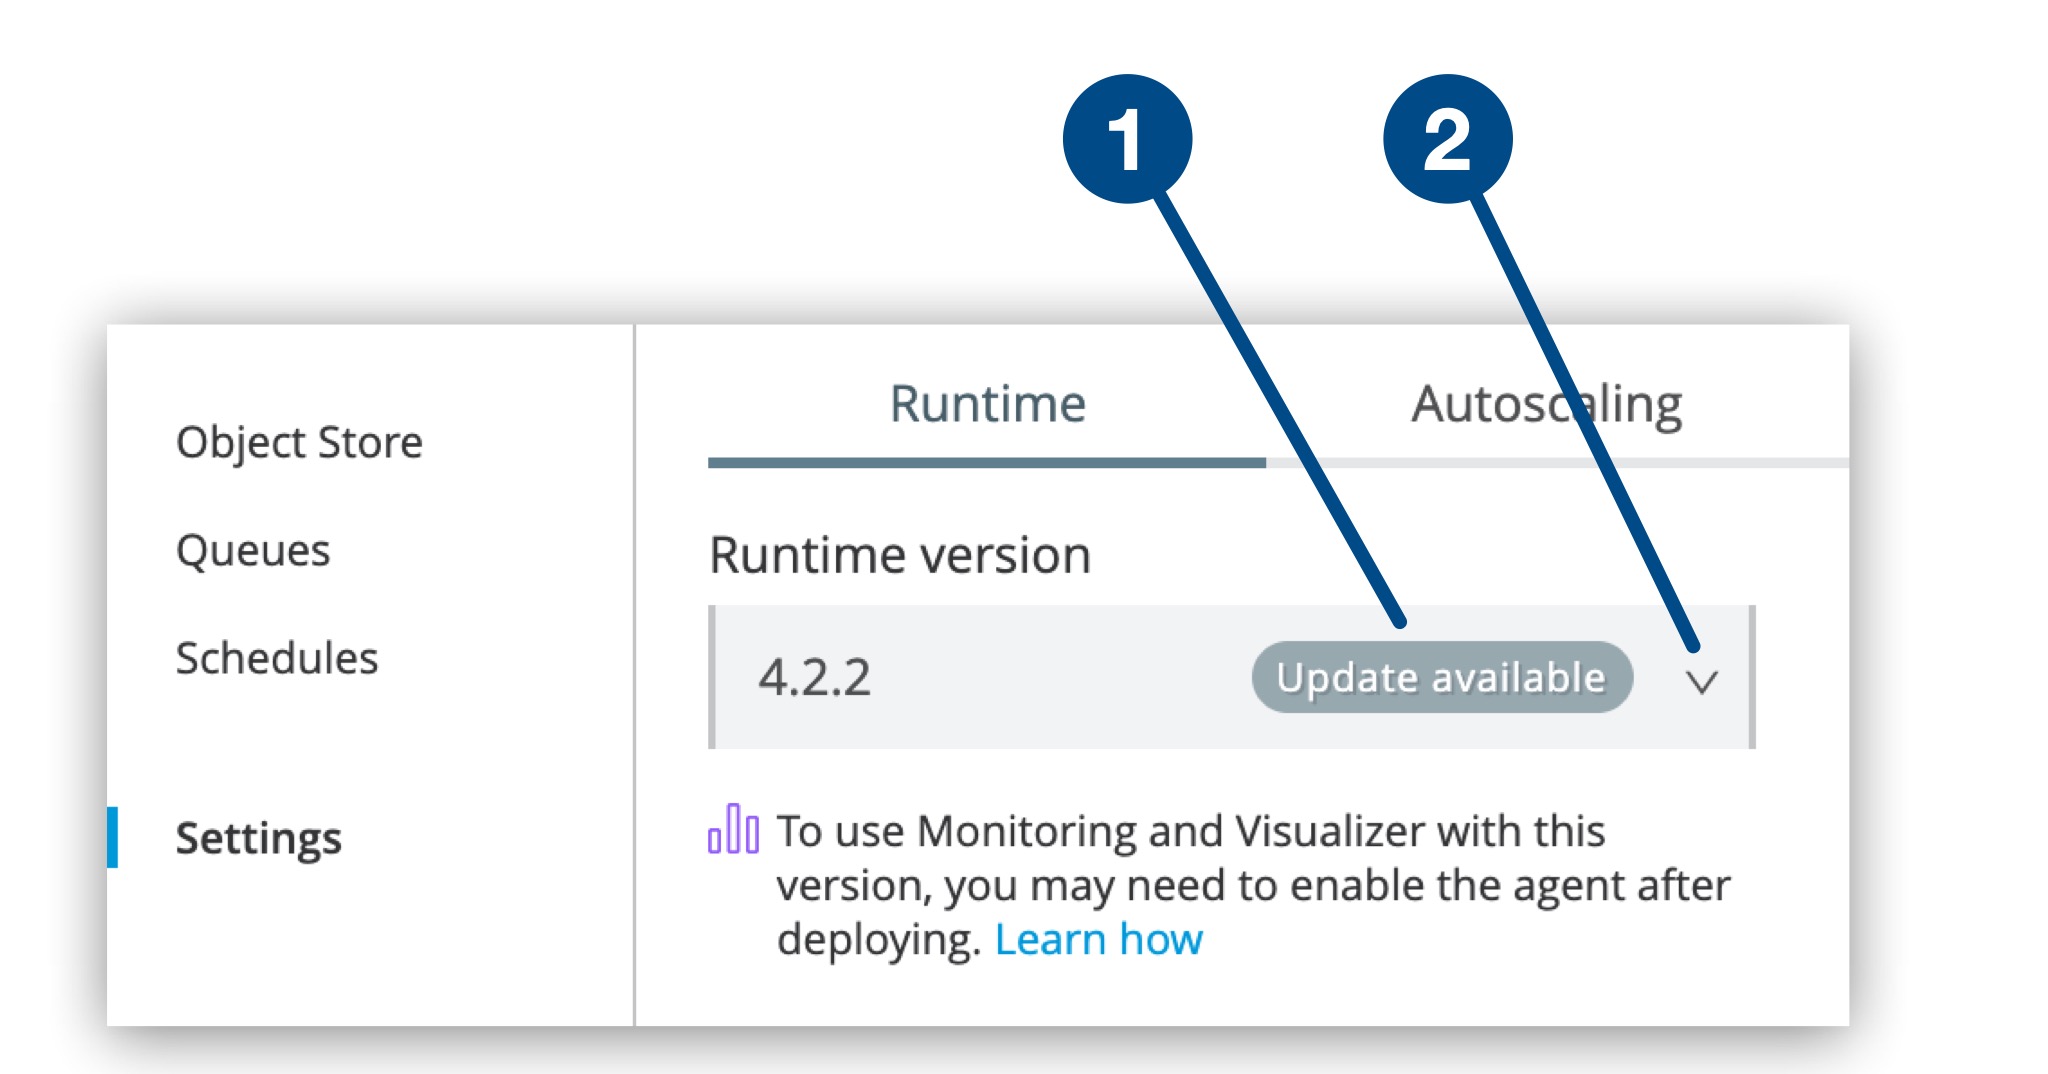 1
2
Object Store
Queues
Schedules
Settings
Runtime
Autoscaling
Runtime version
4.2.2
Update available
To use Monitoring and Visualizer with this
version, you may need to enable the agent after
deploying. Learn how